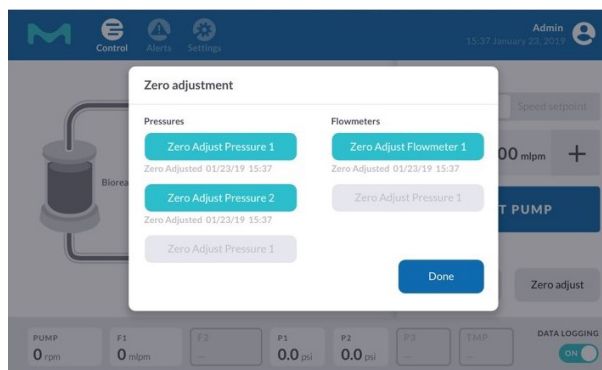 Admin
15:37 January 23, 2019
Control
Alerts
Settings
Zero adjustment
Pressures
Flowmeters
Zero Adjust Pressure 1
Zero Adjust Flowmeter 1
Zero Adjusted 01/23/19 15:37
Zero Adjusted 01/23/19 15:37
Speed setpoint
00 mlpm +
Biorea
Zero Adjust Pressure 2
Zero Adjust Pressure 1
Zero Adjusted 01/23/19 15:37
T PUMP
Zero Adjust Pressure 1
Done
Zero adjust
PUMP
0 rpm
F1
0 mlpm
F2
--
P1
0.0 psi
P2
0.0 psi
P3
--
TMP
--
DATA LOGGING
ON